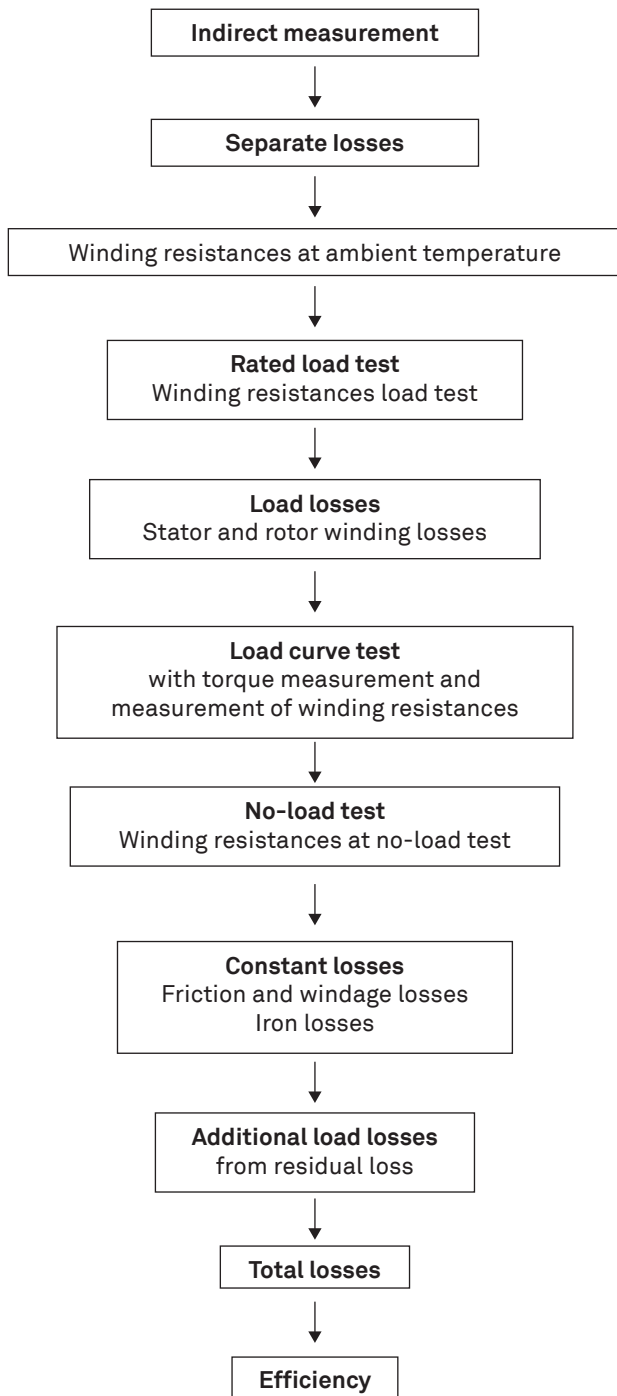 Indirect measurement
Separate losses
Winding resistances at ambient temperature
Rated load test
Winding resistances load test
Load losses
Stator and rotor winding losses
Load curve test
with torque measurement and
measurement of winding resistances
No-load test
Winding resistances at no-load test
Constant losses
Friction and windage losses
Iron losses
Additional load losses
from residual loss
Total losses
Efficiency